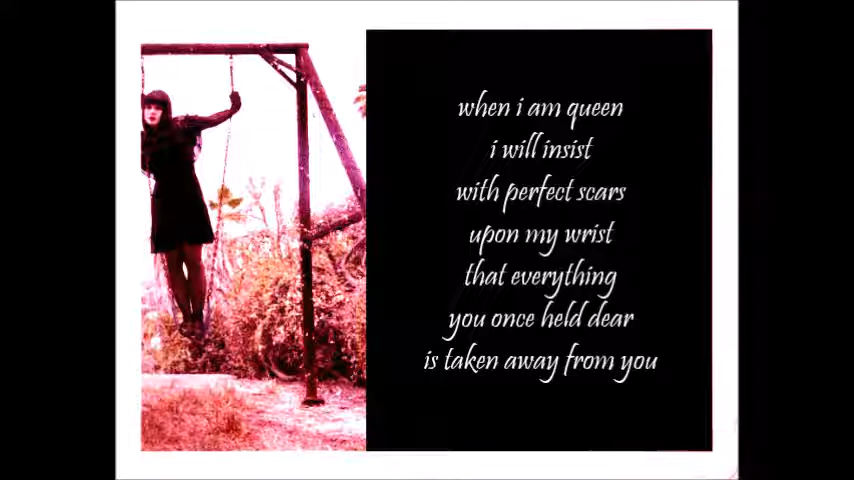 when i am queen
i will insist
with perfect scars
upon my wrist
that everything
you once held dear
is taken away from you